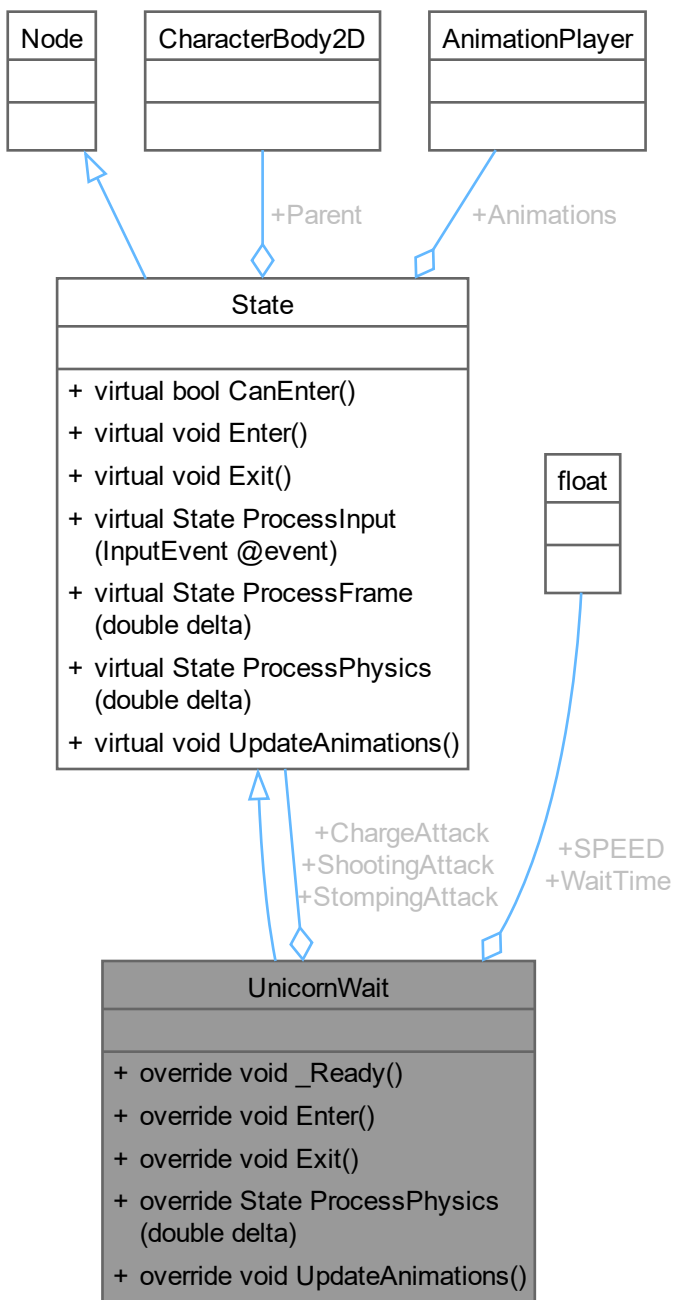 Node
CharacterBody2D
AnimationPlayer
+Parent
+Animations
State
+ virtual bool CanEnter()
+ virtual void Enter()
+ virtual void Exit()
+ virtual State ProcessInput
(InputEvent @event)
+ virtual State ProcessFrame
(double delta)
+ virtual State ProcessPhysics
(double delta)
+ virtual void UpdateAnimations()
float
+ChargeAttack
+ShootingAttack
+StompingAttack
+SPEED
+WaitTime
UnicornWait
+ override void _Ready()
+ override void Enter()
+ override void Exit()
+ override State ProcessPhysics
(double delta)
+ override void UpdateAnimations()